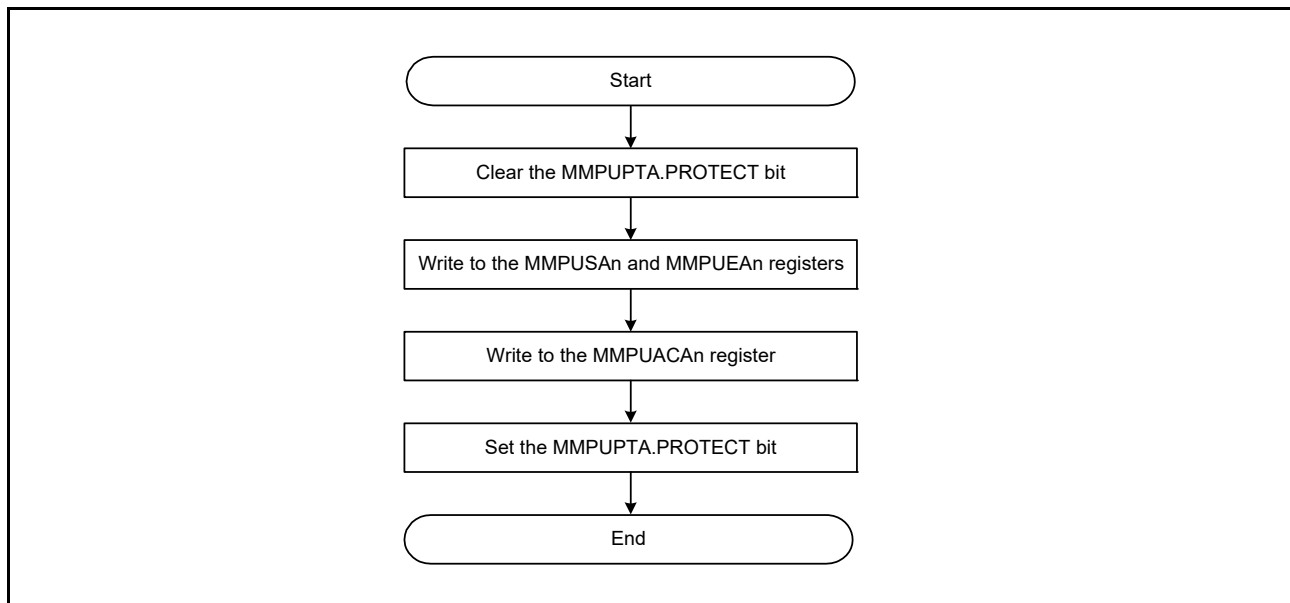 Start
Clear the MMPUPTA.PROTECT bit
Write to the MMPUSAn and MMPUEAn registers
Write to the MMPUACAn register
Set the MMPUPTA.PROTECT bit
End